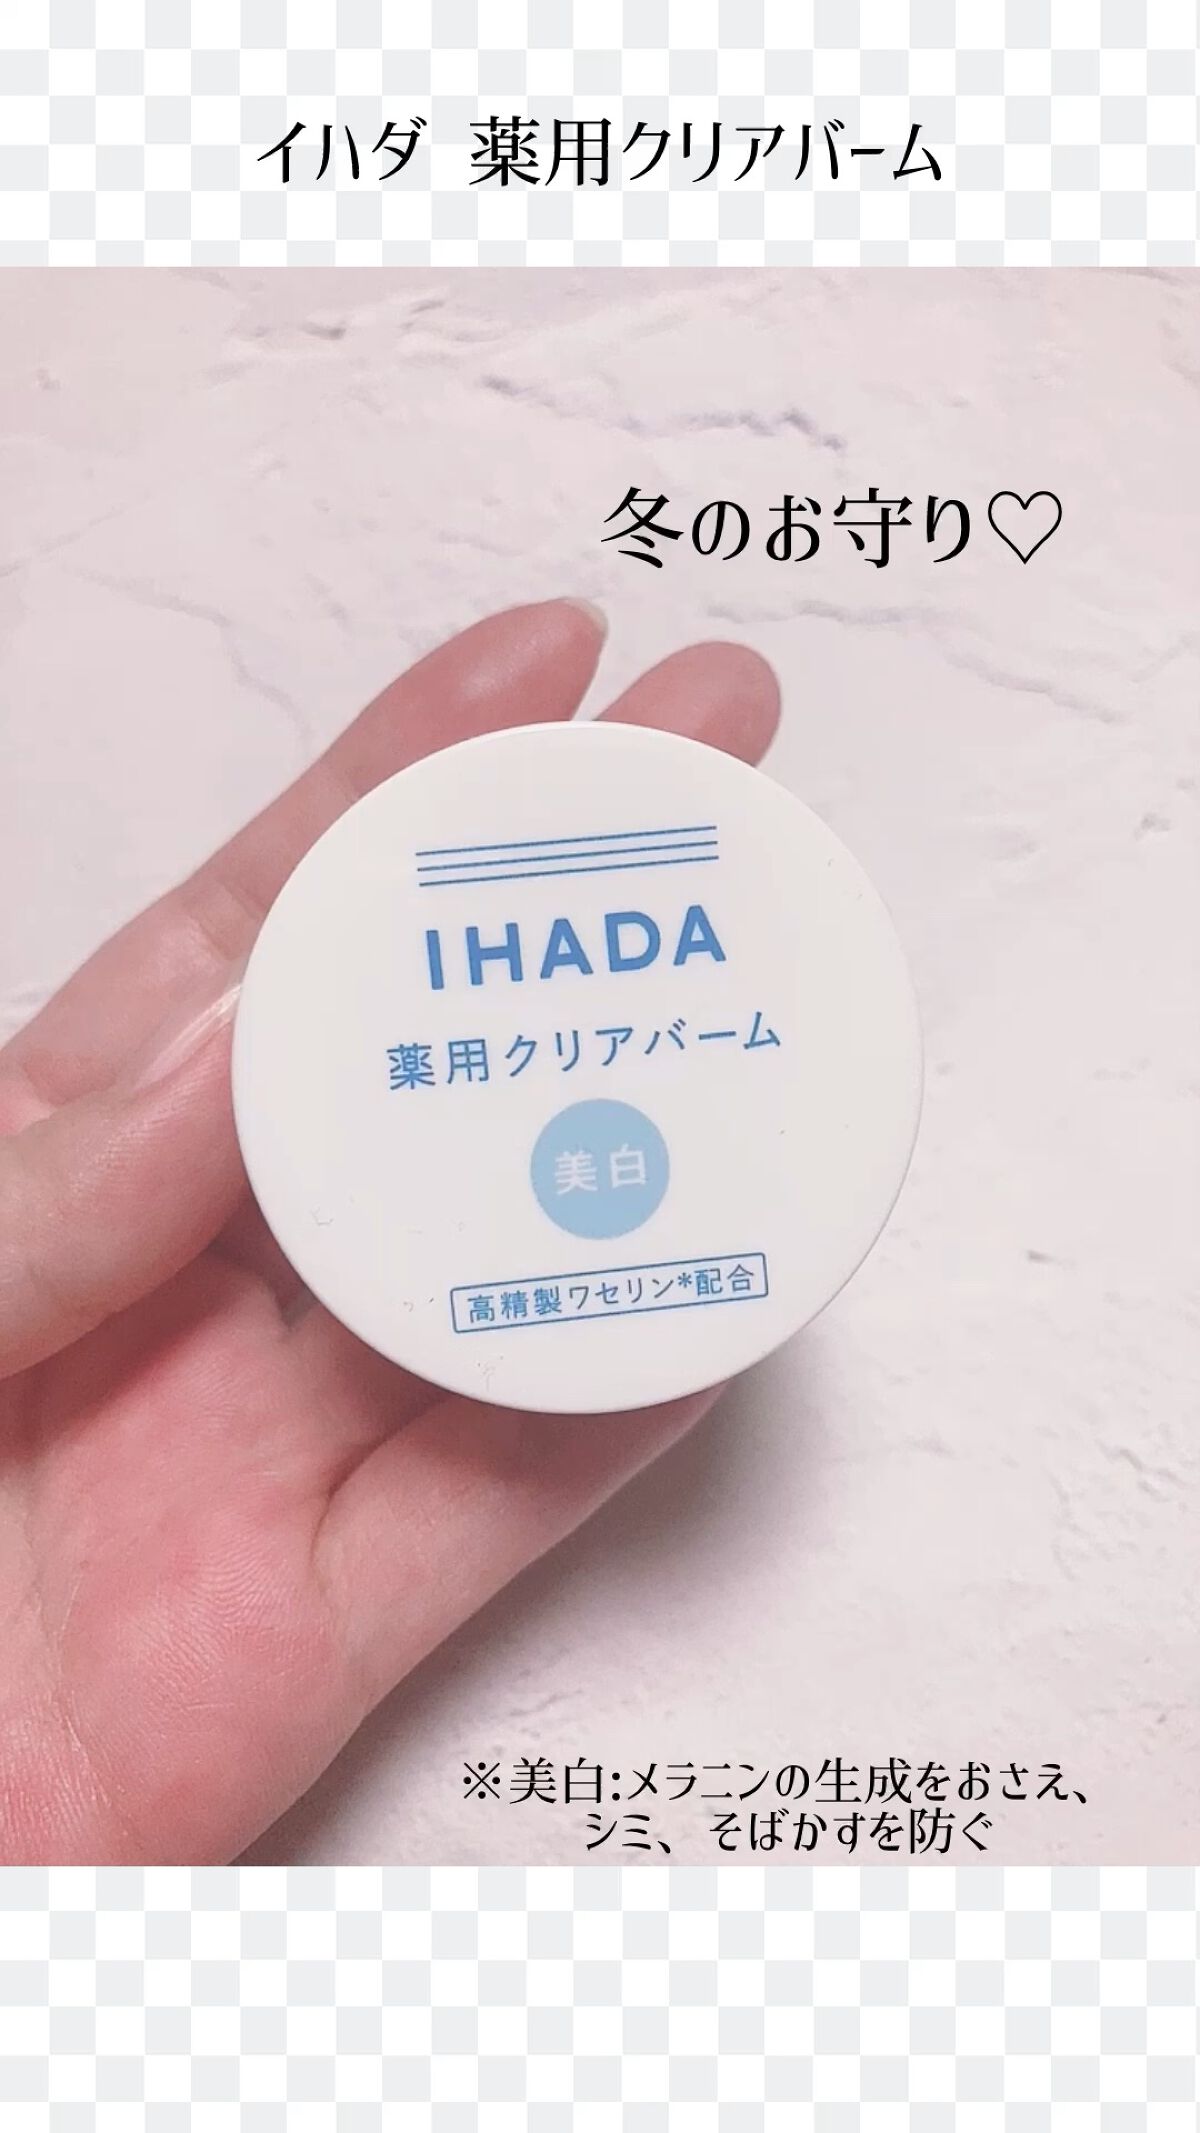 イハダ 薬用クリアバーム
冬のお守り♡
IHADA
薬用クリアバーム
美白
高精製ワセリン*配合
※美白:メラニンの生成をおさえ、
シミ、そばかすを防ぐ